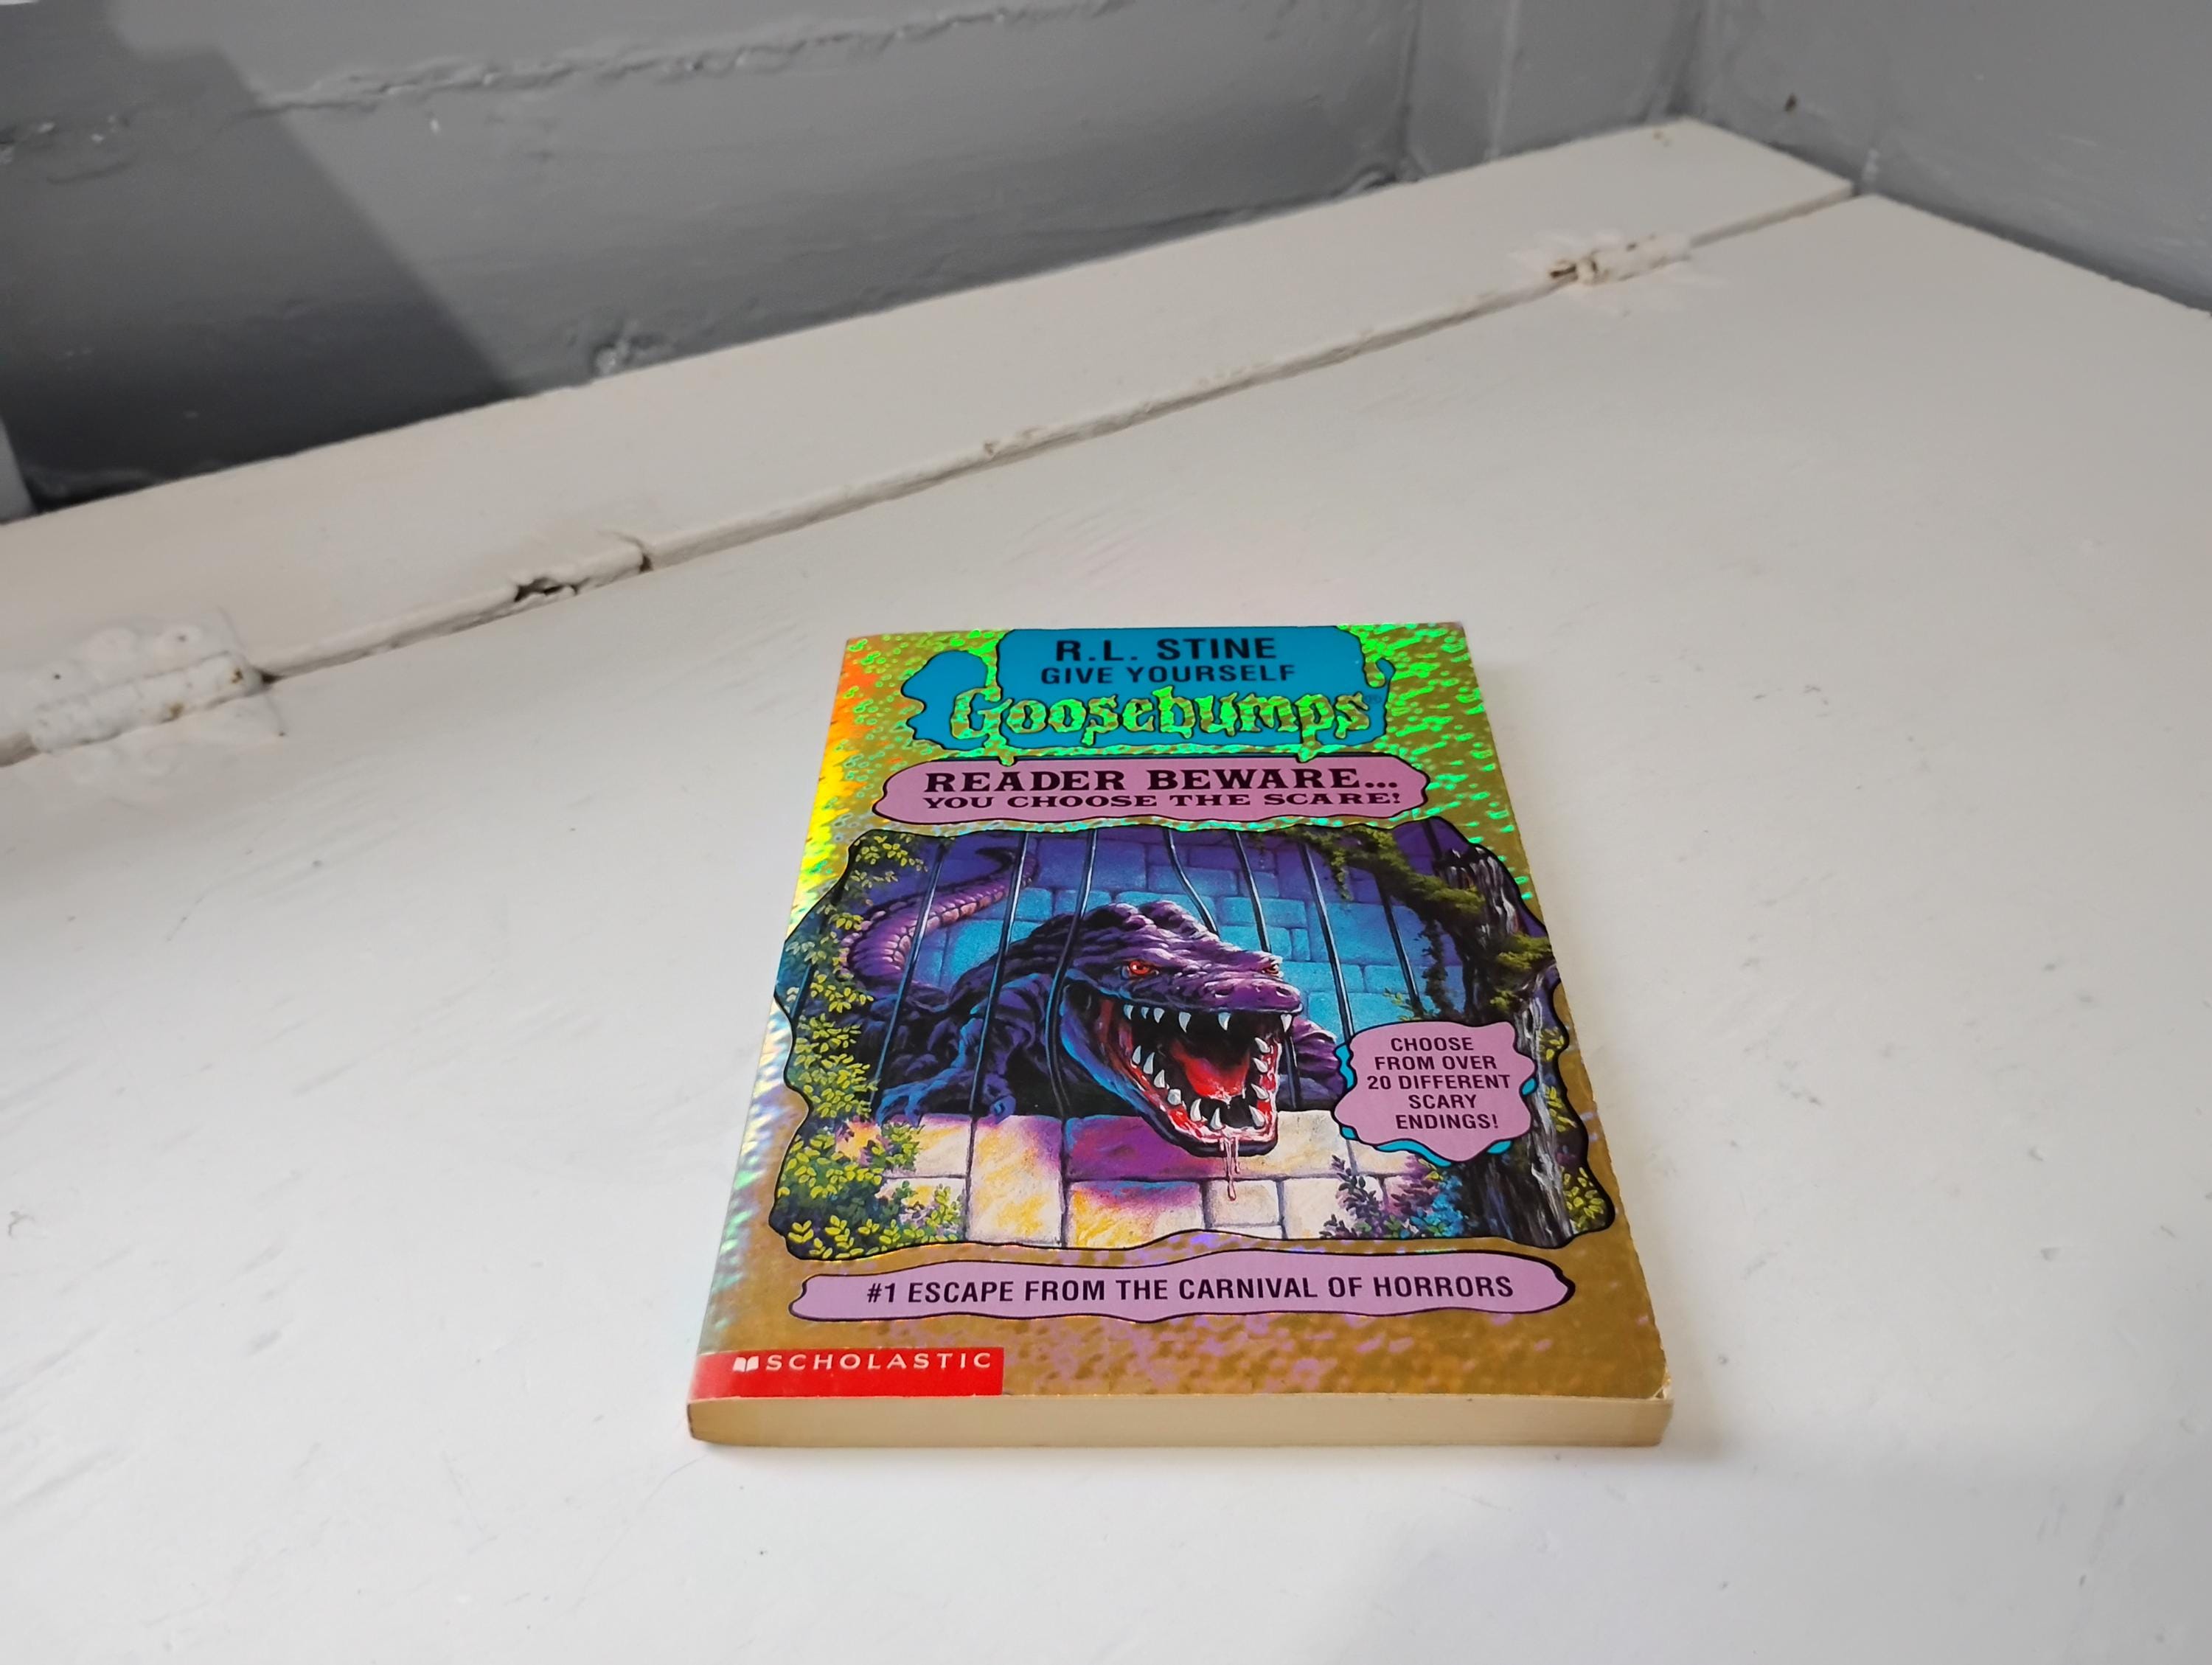 R.L. STINE
GIVE YOURSELF
Goosebumps®
READER BEWARE...
YOU CHOOSE THE SCARE!
CHOOSE
FROM OVER
20 DIFFERENT
SCARY
ENDINGS!
#1 ESCAPE FROM THE CARNIVAL OF HORRORS
SCHOLASTIC